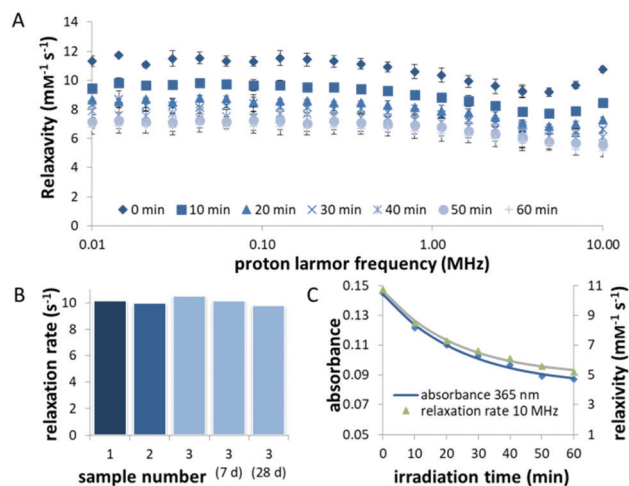 A
Relaxavity (mM⁻¹ s⁻¹)
14
12
10
8
6
4
2
0
0 min 10 min 20 min 30 min 40 min 50 min 60 min
0.01 0.10 1.00 10.00
proton larmor frequency (MHz)
B
relaxation rate (s⁻¹)
10
8
6
4
2
0
1 2 3 3 3
(7 d) (28 d)
sample number
C
absorbance
0.15
0.13
0.11
0.09
0.07
0.05
absorbance 365 nm
relaxation rate 10 MHz
11
9
7
5
3
1
relaxivity (mM⁻¹ s⁻¹)
0 10 20 30 40 50 60
irradiation time (min)